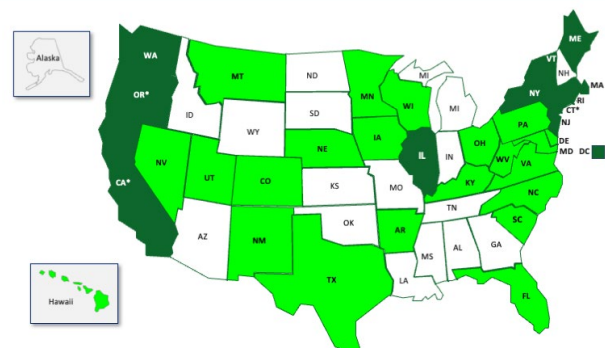 Alaska
WA
OR*
CA*
NV
ID
MT
WY
UT
AZ
CO
NM
ND
SD
NE
KS
OK
TX
MN
IA
MO
AR
LA
WI
IL
MI
MI
IN
OH
KY
TN
MS
AL
GA
FL
SC
NC
VA
WV
PA
NY
VT
NH
ME
MA
RI
CT*
NJ
DE
MD DC
Hawaii